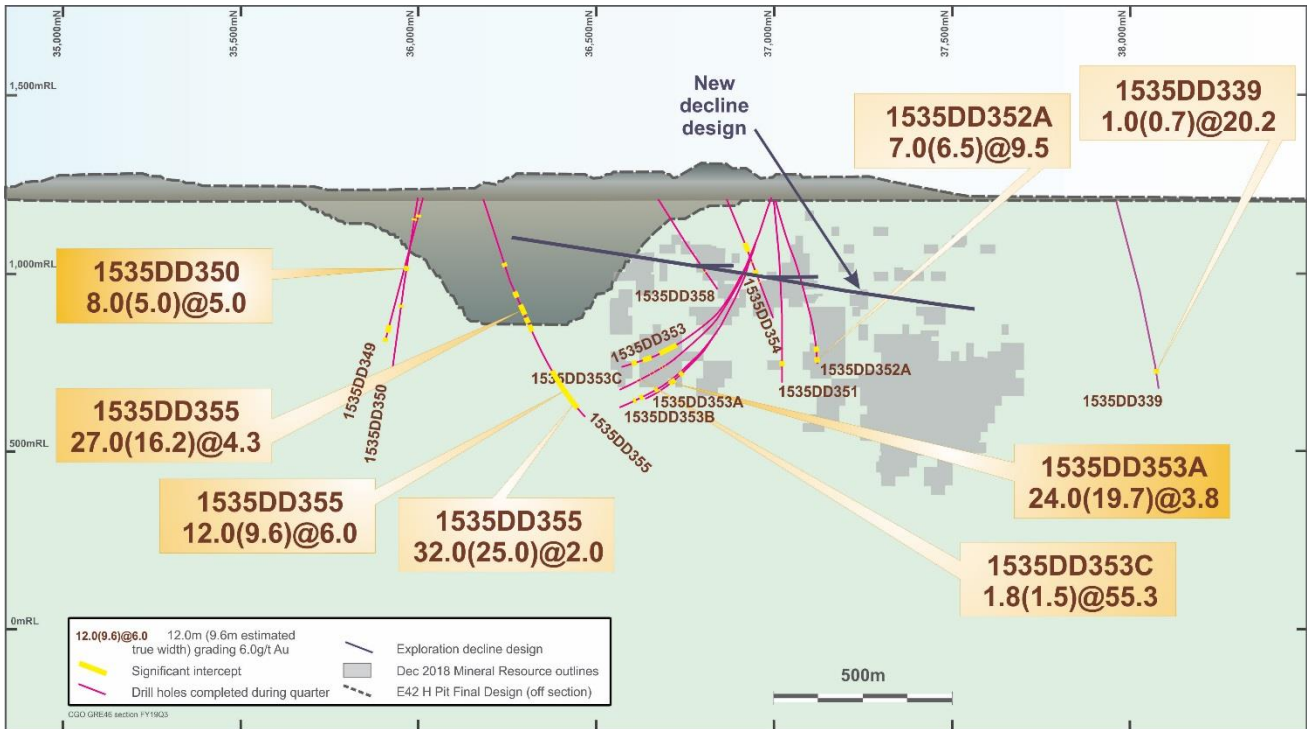 35,000mN
35,500mN
36,000mN
36,500mN
37,000mN
37,500mN
38,000mN
1,500mRL
1,000mRL
500mRL
0mRL
New
decline
design
1535DD352A
7.0(6.5)@9.5
1535DD339
1.0(0.7)@20.2
1535DD350
8.0(5.0)@5.0
1535DD355
27.0(16.2)@4.3
1535DD355
12.0(9.6)@6.0
1535DD355
32.0(25.0)@2.0
1535DD353A
24.0(19.7)@3.8
1535DD353C
1.8(1.5)@55.3
1535DD349
1535DD350
1535DD358
1535DD353
1535DD353C
1535DD353A
1535DD353B
1535DD355
1535DD354
1535DD351
1535DD352A
1535DD339
12.0(9.6)@6.0 12.0m (9.6m estimated
true width) grading 6.0g/t Au
Significant intercept
Drill holes completed during quarter
Exploration decline design
Dec 2018 Mineral Resource outlines
E42 H Pit Final Design (off section)
CGO GRE46 section FY19Q3
500m